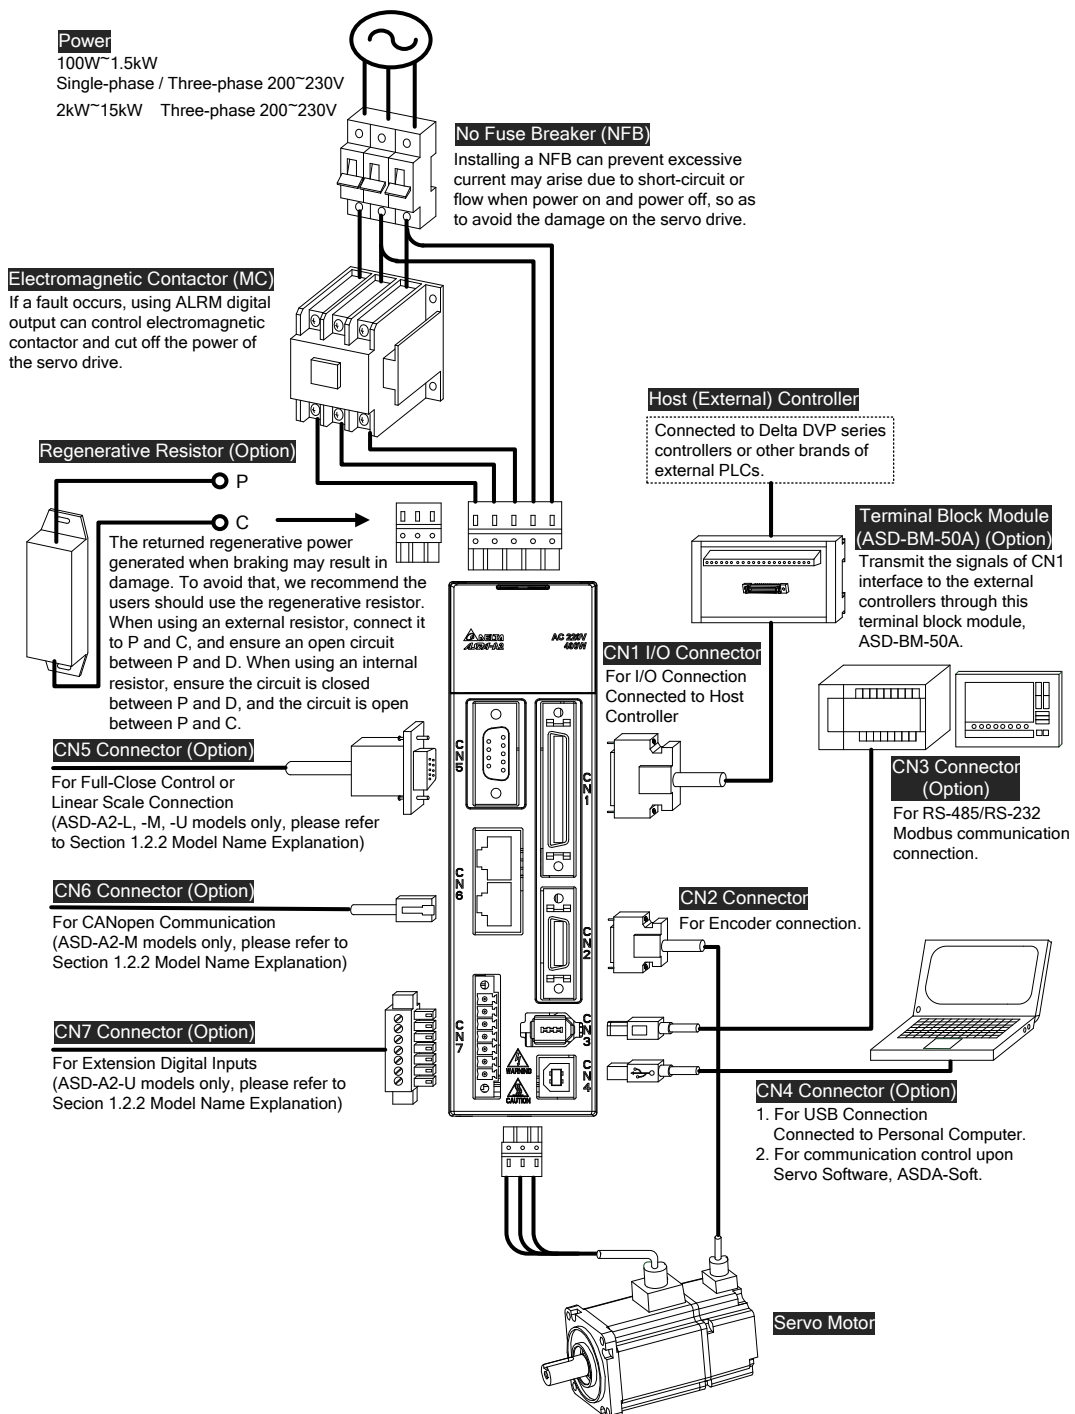 Power
100W~1.5kW
Single-phase / Three-phase 200~230V
2kW~15kW Three-phase 200~230V
No Fuse Breaker (NFB)
Installing a NFB can prevent excessive
current may arise due to short-circuit or
flow when power on and power off, so as
to avoid the damage on the servo drive.
Electromagnetic Contactor (MC)
If a fault occurs, using ALRM digital
output can control electromagnetic
contactor and cut off the power of
the servo drive.
Host (External) Controller
Connected to Delta DVP series
controllers or other brands of
external PLCs.
Regenerative Resistor (Option)
P
C
The returned regenerative power
generated when braking may result in
damage. To avoid that, we recommend the
users should use the regenerative resistor.
When using an external resistor, connect it
to P and C, and ensure an open circuit
between P and D. When using an internal
resistor, ensure the circuit is closed
between P and D, and the circuit is open
between P and C.
Terminal Block Module
(ASD-BM-50A) (Option)
Transmit the signals of CN1
interface to the external
controllers through this
terminal block module,
ASD-BM-50A.
DELTA
ASDA-A2
AC 220V
400W
CN1 I/O Connector
For I/O Connection
Connected to Host
Controller
CN5
CN1
CN6
CN2
CN7
CN3
CN4
WARNING
CAUTION
CN5 Connector (Option)
For Full-Close Control or
Linear Scale Connection
(ASD-A2-L, -M, -U models only, please refer
to Section 1.2.2 Model Name Explanation)
CN3 Connector
(Option)
For RS-485/RS-232
Modbus communication
connection.
CN6 Connector (Option)
For CANopen Communication
(ASD-A2-M models only, please refer to
Section 1.2.2 Model Name Explanation)
CN2 Connector
For Encoder connection.
CN7 Connector (Option)
For Extension Digital Inputs
(ASD-A2-U models only, please refer to
Secion 1.2.2 Model Name Explanation)
CN4 Connector (Option)
1. For USB Connection
Connected to Personal Computer.
2. For communication control upon
Servo Software, ASDA-Soft.
Servo Motor